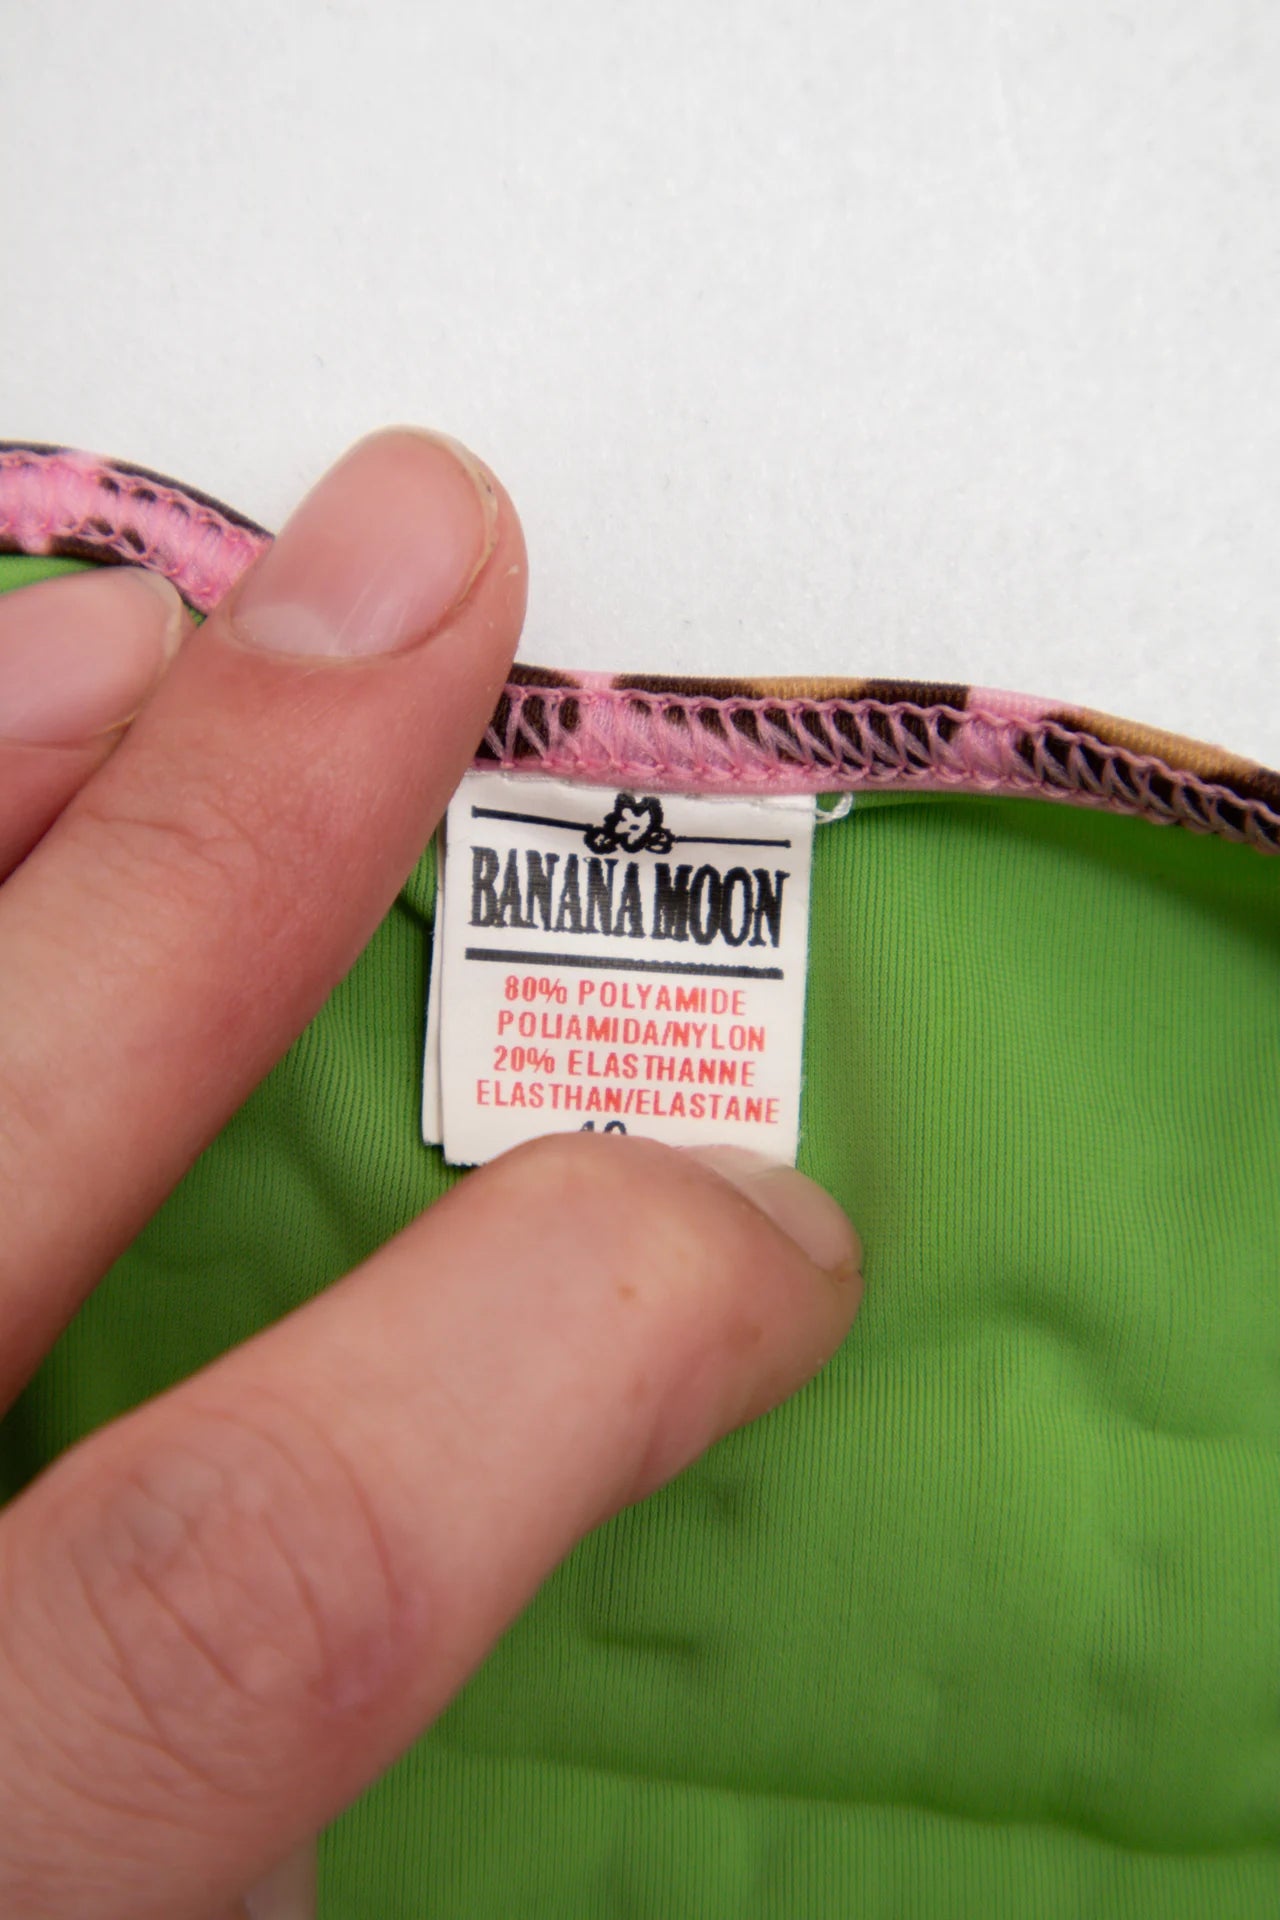 BANANA MOON
80% POLYAMIDE
POLIAMIDA/NYLON
20% ELASTHANNE
ELASTHAN/ELASTANE